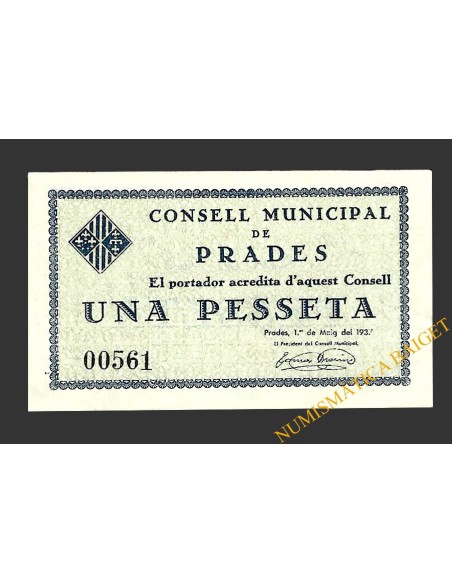 CONSELL MUNICIPAL
DE
PRADES
El portador acredita d'aquest Consell
UNA PESSETA
Prades, 1.er de Maig del 193
El President del Consell Municipal,
00561
NUMISMATICA BRIGET